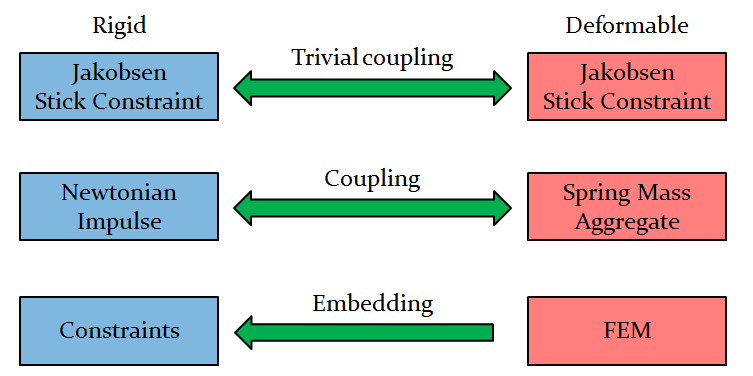 Rigid
Deformable
Jakobsen
Stick Constraint
Trivial coupling
Jakobsen
Stick Constraint
Newtonian
Impulse
Coupling
Spring Mass
Aggregate
Constraints
Embedding
FEM